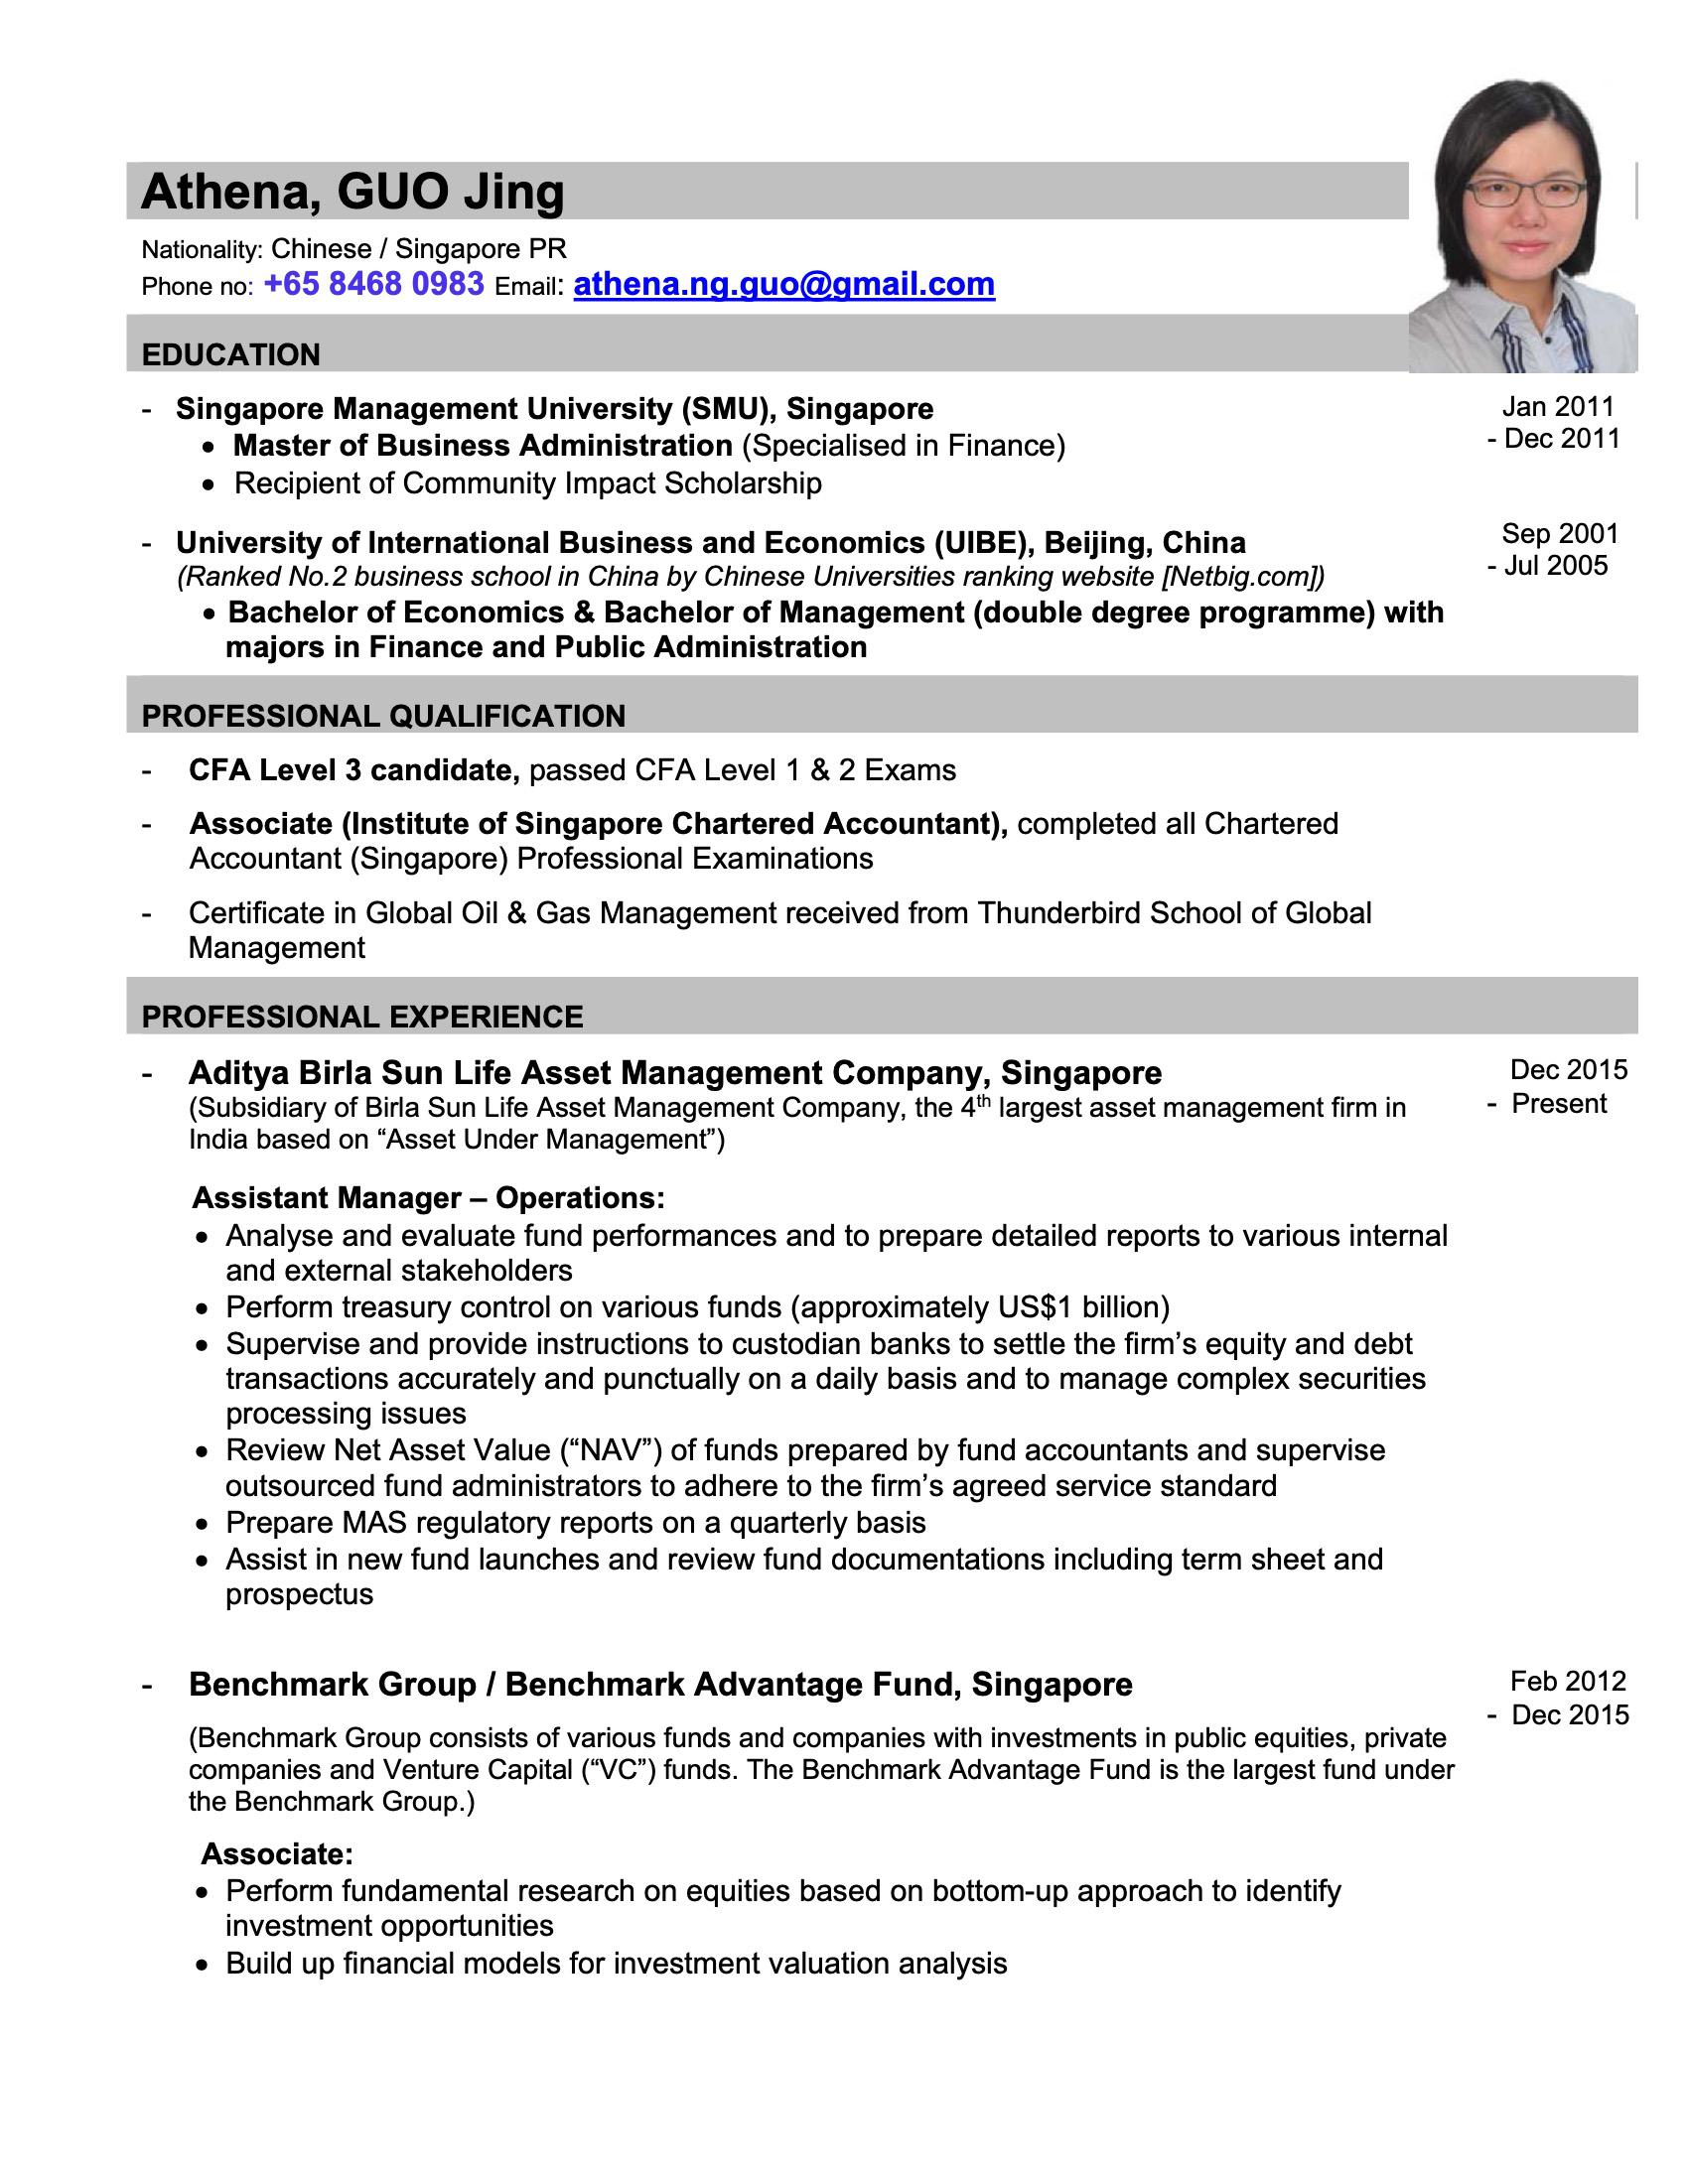 Athena, GUO Jing
Nationality: Chinese / Singapore PR
Phone no: +65 8468 0983 Email: athena.ng.guo@gmail.com
EDUCATION
- Singapore Management University (SMU), Singapore
Jan 2011
- Dec 2011
• Master of Business Administration (Specialised in Finance)
• Recipient of Community Impact Scholarship
- University of International Business and Economics (UIBE), Beijing, China
Sep 2001
- Jul 2005
(Ranked No.2 business school in China by Chinese Universities ranking website [Netbig.com])
• Bachelor of Economics & Bachelor of Management (double degree programme) with
majors in Finance and Public Administration
PROFESSIONAL QUALIFICATION
- CFA Level 3 candidate, passed CFA Level 1 & 2 Exams
- Associate (Institute of Singapore Chartered Accountant), completed all Chartered
Accountant (Singapore) Professional Examinations
- Certificate in Global Oil & Gas Management received from Thunderbird School of Global
Management
PROFESSIONAL EXPERIENCE
- Aditya Birla Sun Life Asset Management Company, Singapore
Dec 2015
- Present
(Subsidiary of Birla Sun Life Asset Management Company, the 4th largest asset management firm in
India based on “Asset Under Management”)
Assistant Manager – Operations:
• Analyse and evaluate fund performances and to prepare detailed reports to various internal
and external stakeholders
• Perform treasury control on various funds (approximately US$1 billion)
• Supervise and provide instructions to custodian banks to settle the firm’s equity and debt
transactions accurately and punctually on a daily basis and to manage complex securities
processing issues
• Review Net Asset Value (“NAV”) of funds prepared by fund accountants and supervise
outsourced fund administrators to adhere to the firm’s agreed service standard
• Prepare MAS regulatory reports on a quarterly basis
• Assist in new fund launches and review fund documentations including term sheet and
prospectus
- Benchmark Group / Benchmark Advantage Fund, Singapore
Feb 2012
- Dec 2015
(Benchmark Group consists of various funds and companies with investments in public equities, private
companies and Venture Capital (“VC”) funds. The Benchmark Advantage Fund is the largest fund under
the Benchmark Group.)
Associate:
• Perform fundamental research on equities based on bottom-up approach to identify
investment opportunities
• Build up financial models for investment valuation analysis